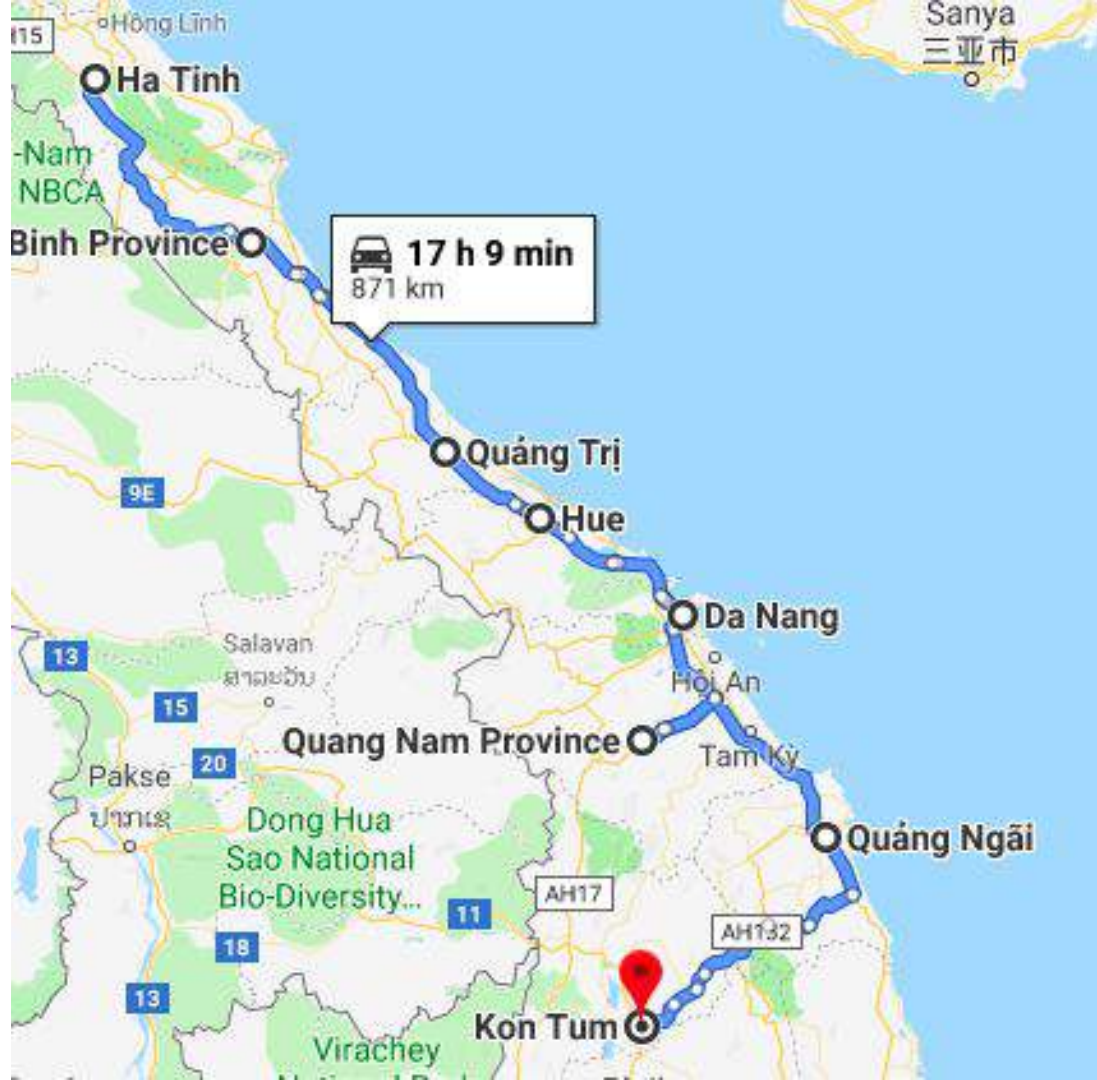 Sanya
三亚市
H15
Hồng Lĩnh
Ha Tinh
-Nam
NBCA
Binh Province
17 h 9 min
871 km
Quảng Trị
9E
Hue
Da Nang
Salavan
ສາລະວັນ
13
Hội An
15
Quang Nam Province
Tam Kỳ
20
Pakse
ປາກເຊ
Dong Hua
Sao National
Bio-Diversity...
Quảng Ngãi
AH17
11
AH132
18
13
Kon Tum
Virachey